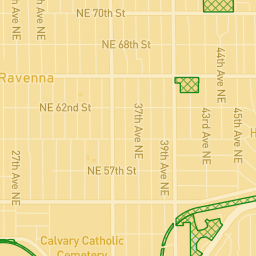 NE 70th St
NE 68th St
44th Ave NE
Ravenna
NE 62nd St
37th Ave NE
43rd Ave NE
45th Ave NE
39th Ave NE
27th Ave NE
NE 57th St
Calvary Catholic
Cemetery